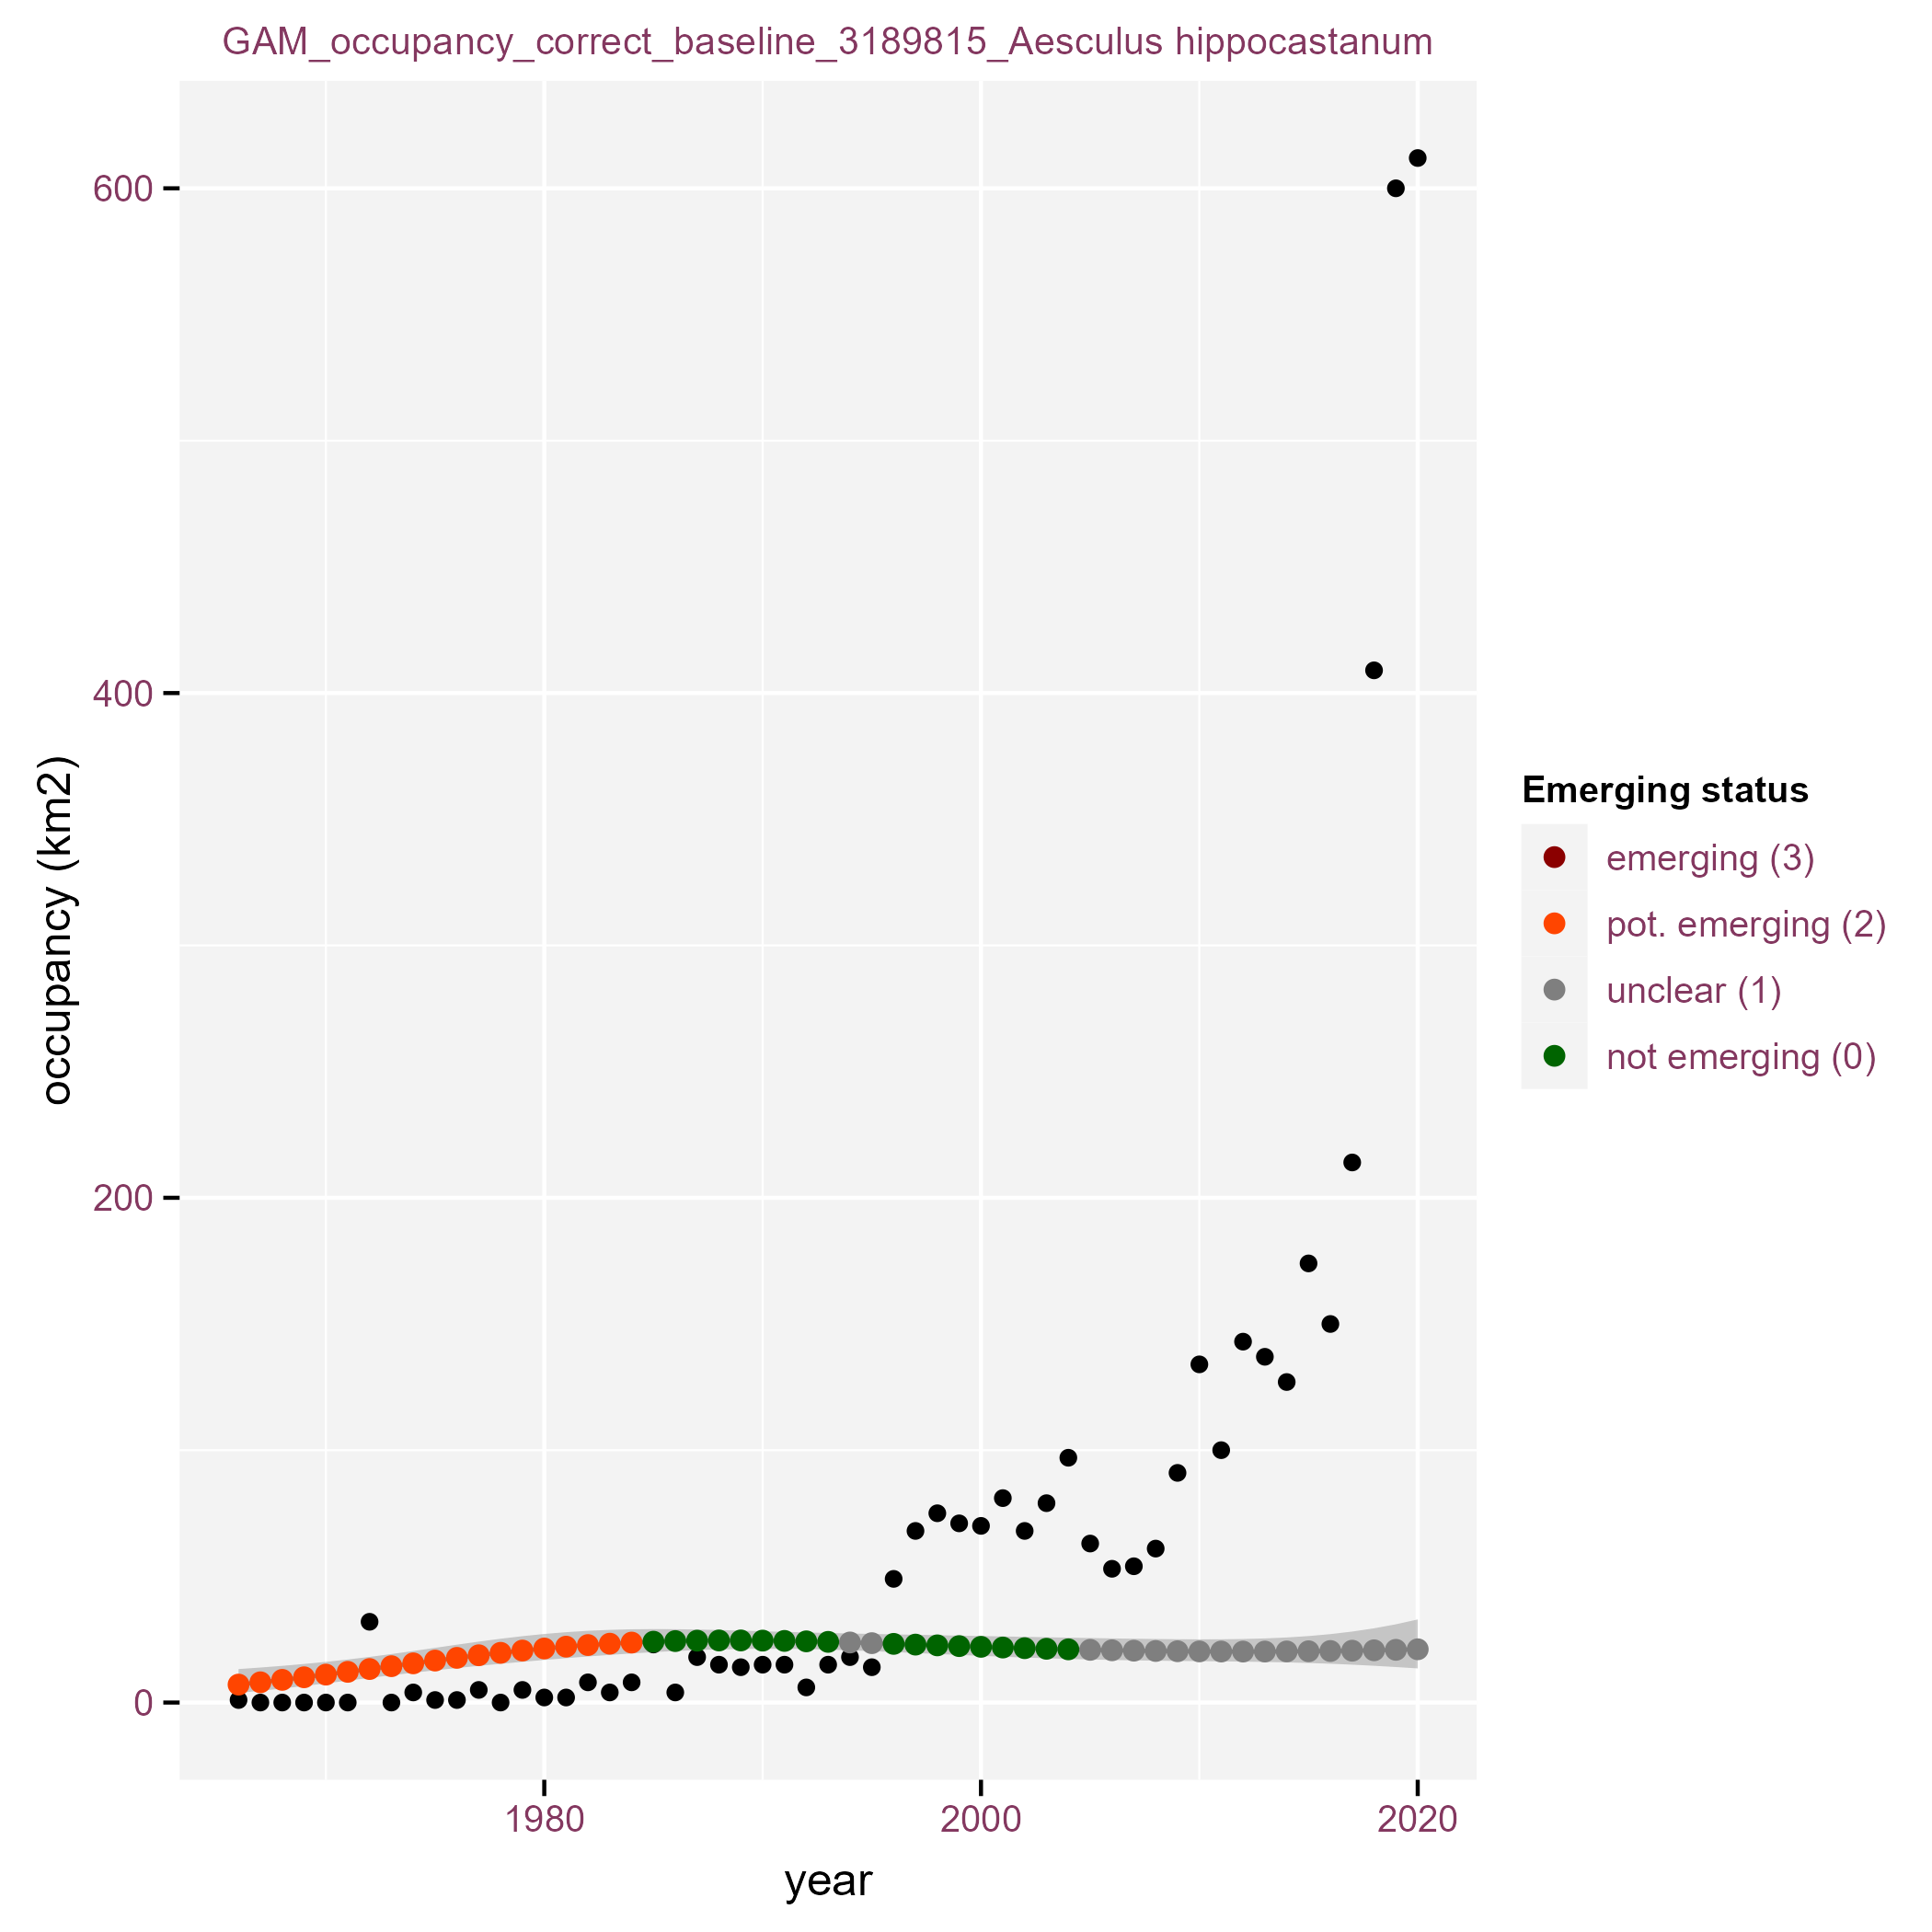 GAM_occupancy_correct_baseline_3189815_Aesculus hippocastanum
600
400
200
0
occupancy (km2)
1980
2000
2020
year
Emerging status
emerging (3)
pot. emerging (2)
unclear (1)
not emerging (0)